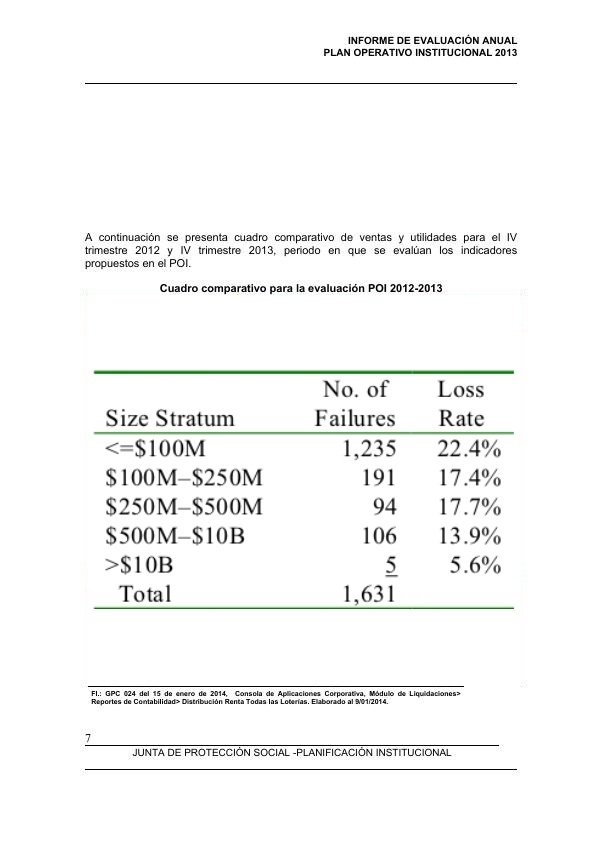 INFORME DE EVALUACIÓN ANUAL
PLAN OPERATIVO INSTITUCIONAL 2013
A continuación se presenta cuadro comparativo de ventas y utilidades para el IV
trimestre 2012 y IV trimestre 2013, periodo en que se evalúan los indicadores
propuestos en el POI.
Cuadro comparativo para la evaluación POI 2012-2013
No. of Loss
Size Stratum Failures Rate
<=$100M 1,235 22.4%
$100M–$250M 191 17.4%
$250M–$500M 94 17.7%
$500M–$10B 106 13.9%
>$10B 5 5.6%
Total 1,631
FI.: GPC 024 del 15 de enero de 2014, Consola de Aplicaciones Corporativa, Módulo de Liquidaciones>
Reportes de Contabilidad> Distribución Renta Todas las Loterías. Elaborado al 9/01/2014.
7
JUNTA DE PROTECCIÓN SOCIAL -PLANIFICACIÓN INSTITUCIONAL